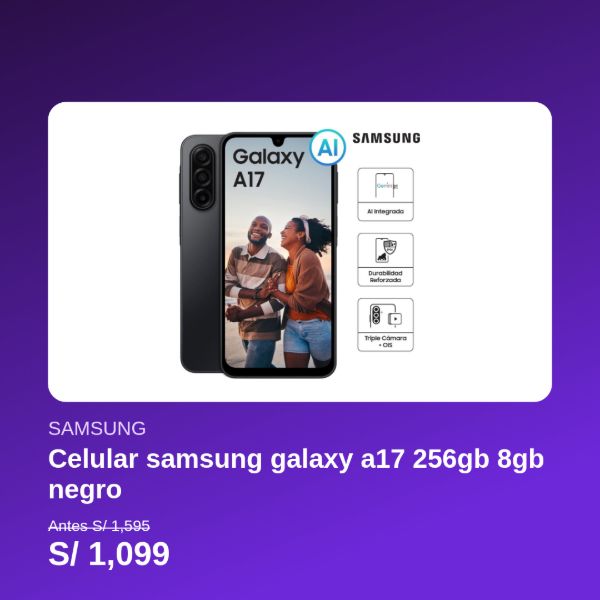 Galaxy
A17
AI
SAMSUNG
AI Integrada
Durabilidad
Reforzada
Triple Cámara
+ OIS
SAMSUNG
Celular samsung galaxy a17 256gb 8gb
negro
Antes S/ 1,595
S/ 1,099